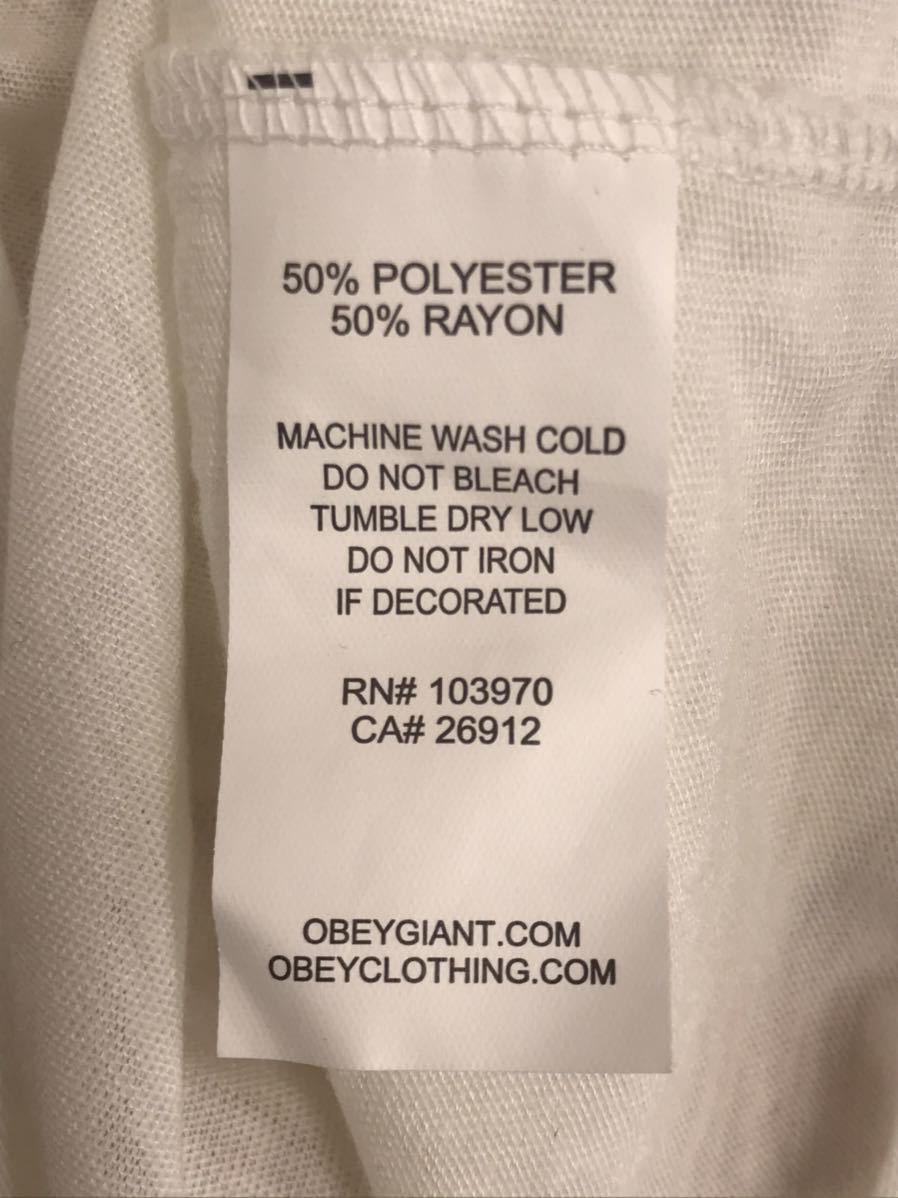 50% POLYESTER
50% RAYON
MACHINE WASH COLD
DO NOT BLEACH
TUMBLE DRY LOW
DO NOT IRON
IF DECORATED
RN# 103970
CA# 26912
OBEYGIANT.COM
OBEYCLOTHING.COM